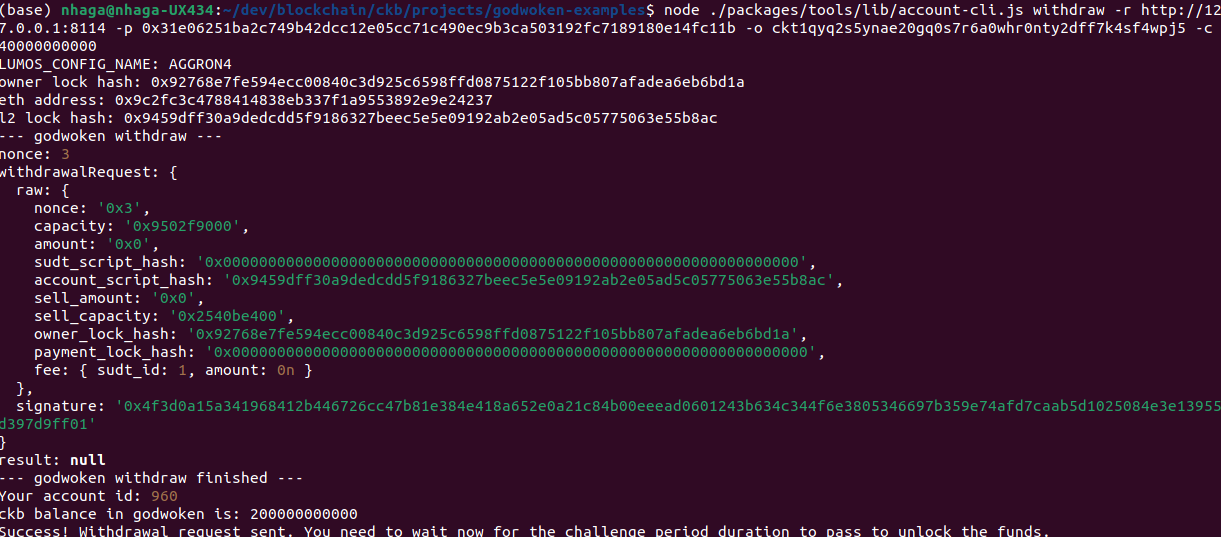 (base) nhaga@nhaga-UX434:~/dev/blockchain/ckb/projects/godwoken-examples$ node ./packages/tools/lib/account-cli.js withdraw -r http://12
7.0.0.1:8114 -p 0x31e06251ba2c749b42dcc12e05cc71c490ec9b3ca503192fc7189180e14fc11b -o ckt1qyq2s5ynae20gq0s7r6a0whr0nty2dff7k4sf4wpj5 -c 
40000000000
LUMOS_CONFIG_NAME: AGGRON4
owner lock hash: 0x92768e7fe594ecc00840c3d925c6598ffd0875122f105bb807afadea6eb6bd1a
eth address: 0x9c2fc3c4788414838eb337f1a9553892e9e24237
l2 lock hash: 0x9459dff30a9dedcdd5f9186327beec5e5e09192ab2e05ad5c05775063e55b8ac
--- godwoken withdraw ---
nonce: 3
withdrawalRequest: {
  raw: {
    nonce: '0x3',
    capacity: '0x9502f9000',
    amount: '0x0',
    sudt_script_hash: '0x0000000000000000000000000000000000000000000000000000000000000000',
    account_script_hash: '0x9459dff30a9dedcdd5f9186327beec5e5e09192ab2e05ad5c05775063e55b8ac',
    sell_amount: '0x0',
    sell_capacity: '0x2540be400',
    owner_lock_hash: '0x92768e7fe594ecc00840c3d925c6598ffd0875122f105bb807afadea6eb6bd1a',
    payment_lock_hash: '0x0000000000000000000000000000000000000000000000000000000000000000',
    fee: { sudt_id: 1, amount: 0n }
  },
  signature: '0x4f3d0a15a341968412b446726cc47b81e384e418a652e0a21c84b00eeead0601243b634c344f6e3805346697b359e74afd7caab5d1025084e3e13955
d397d9ff01'
}
result: null
--- godwoken withdraw finished ---
Your account id: 960
ckb balance in godwoken is: 200000000000
Success! Withdrawal request sent. You need to wait now for the challenge period duration to pass to unlock the funds.